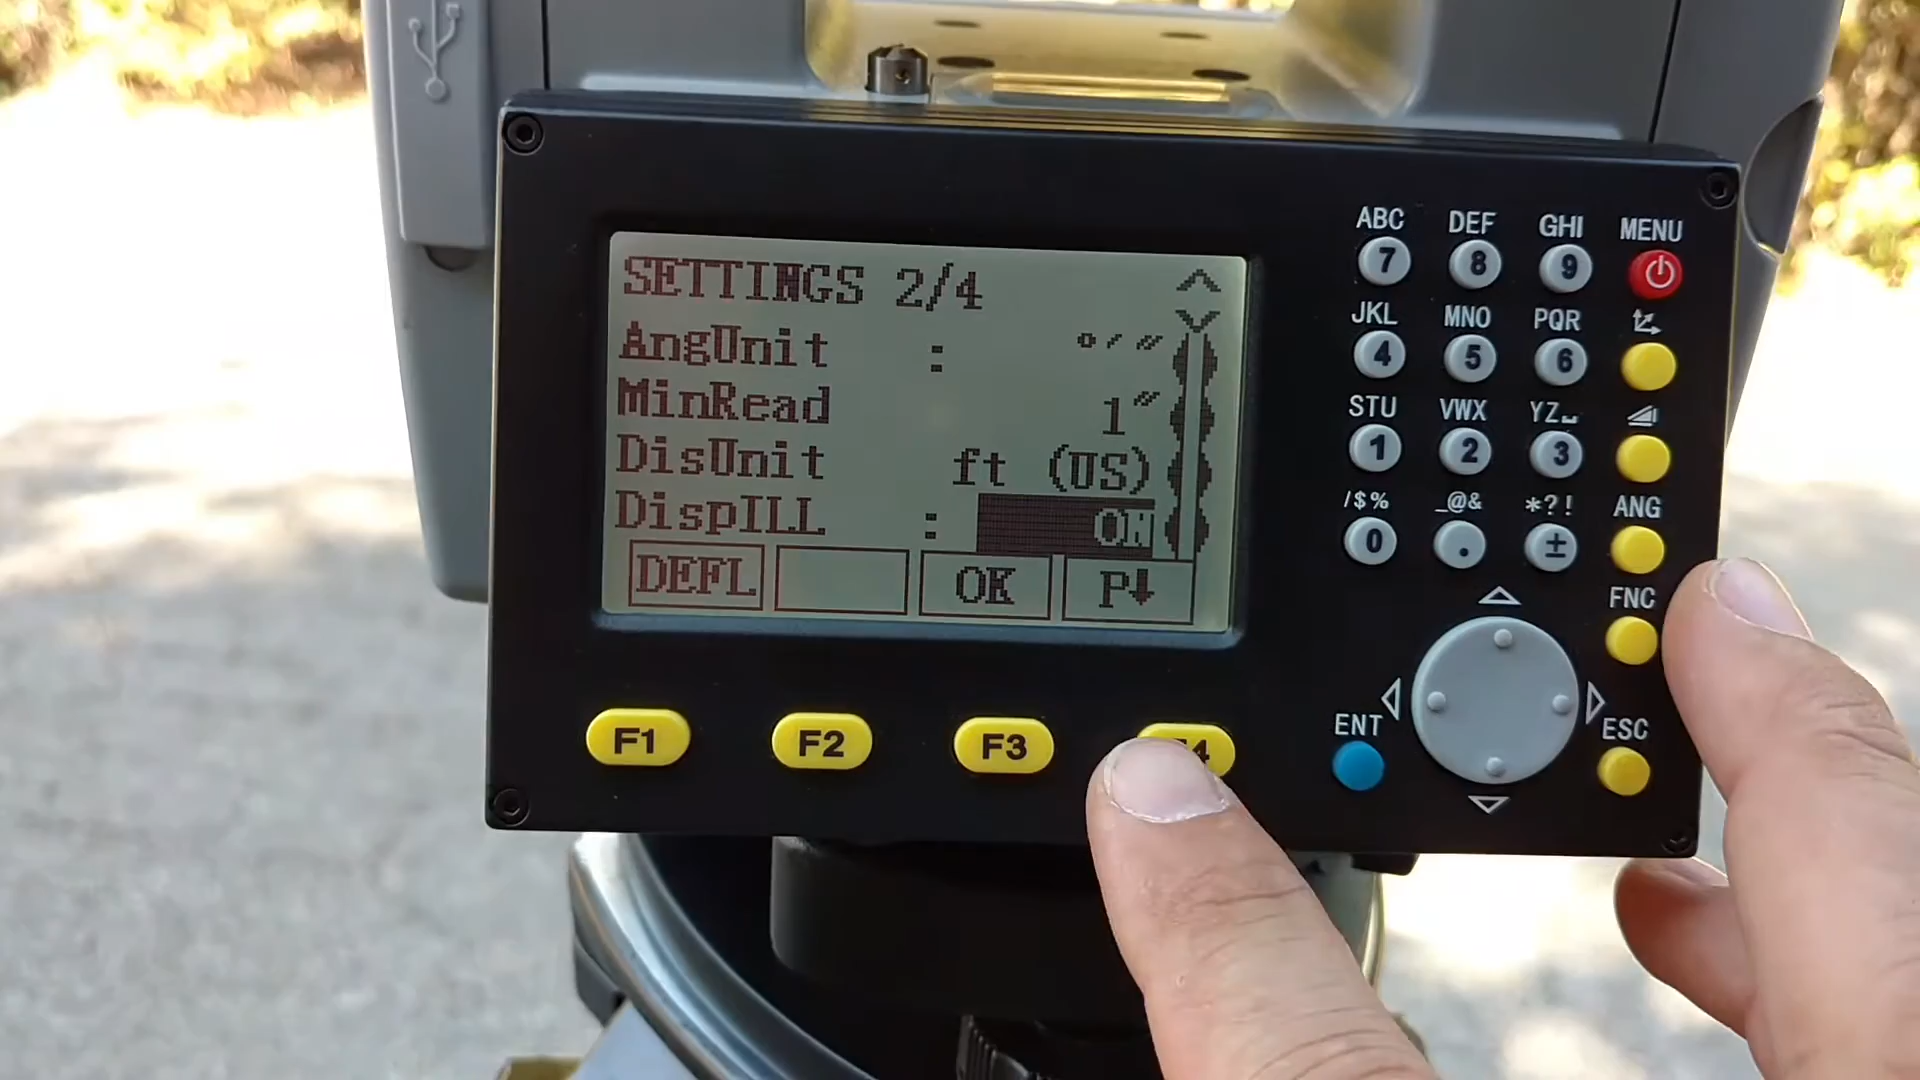 SETTINGS 2/4
AngUnit : ° ′ ″
MinRead 1″
DisUnit ft (US)
DispILL : ON
DEFL OK P↓
F1 F2 F3 F4
ABC DEF GHI MENU
7 8 9
JKL MNO PQR
4 5 6
STU VWX YZ␣
1 2 3
/$% _@& *?! ANG
0 . ±
FNC
ENT ESC